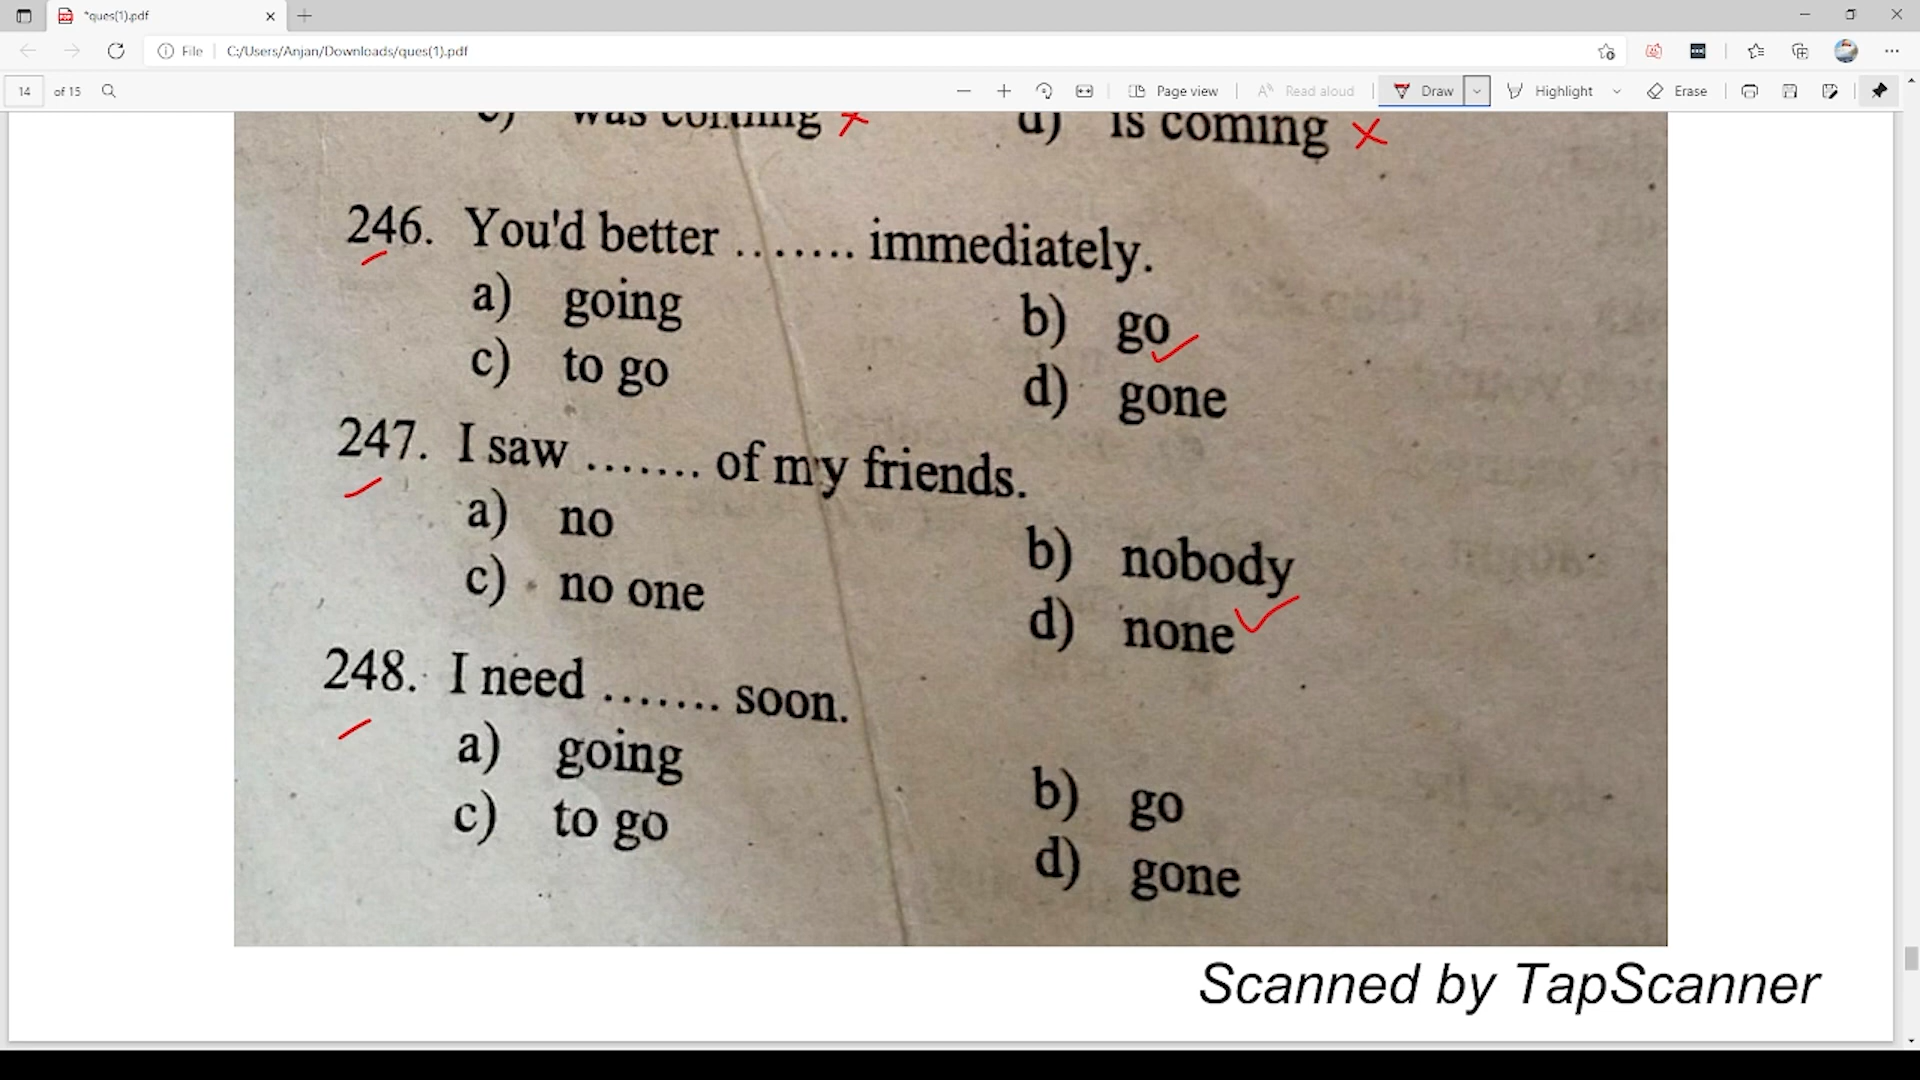 *ques(1).pdf
File C:/Users/Anjan/Downloads/ques(1).pdf
14 of 15 Page view Read aloud Draw Highlight Erase
c) was coming d) is coming
246. You'd better ....... immediately.
a) going b) go
c) to go d) gone
247. I saw ....... of my friends.
a) no b) nobody
c) no one d) none
248. I need ....... soon.
a) going b) go
c) to go d) gone
Scanned by TapScanner